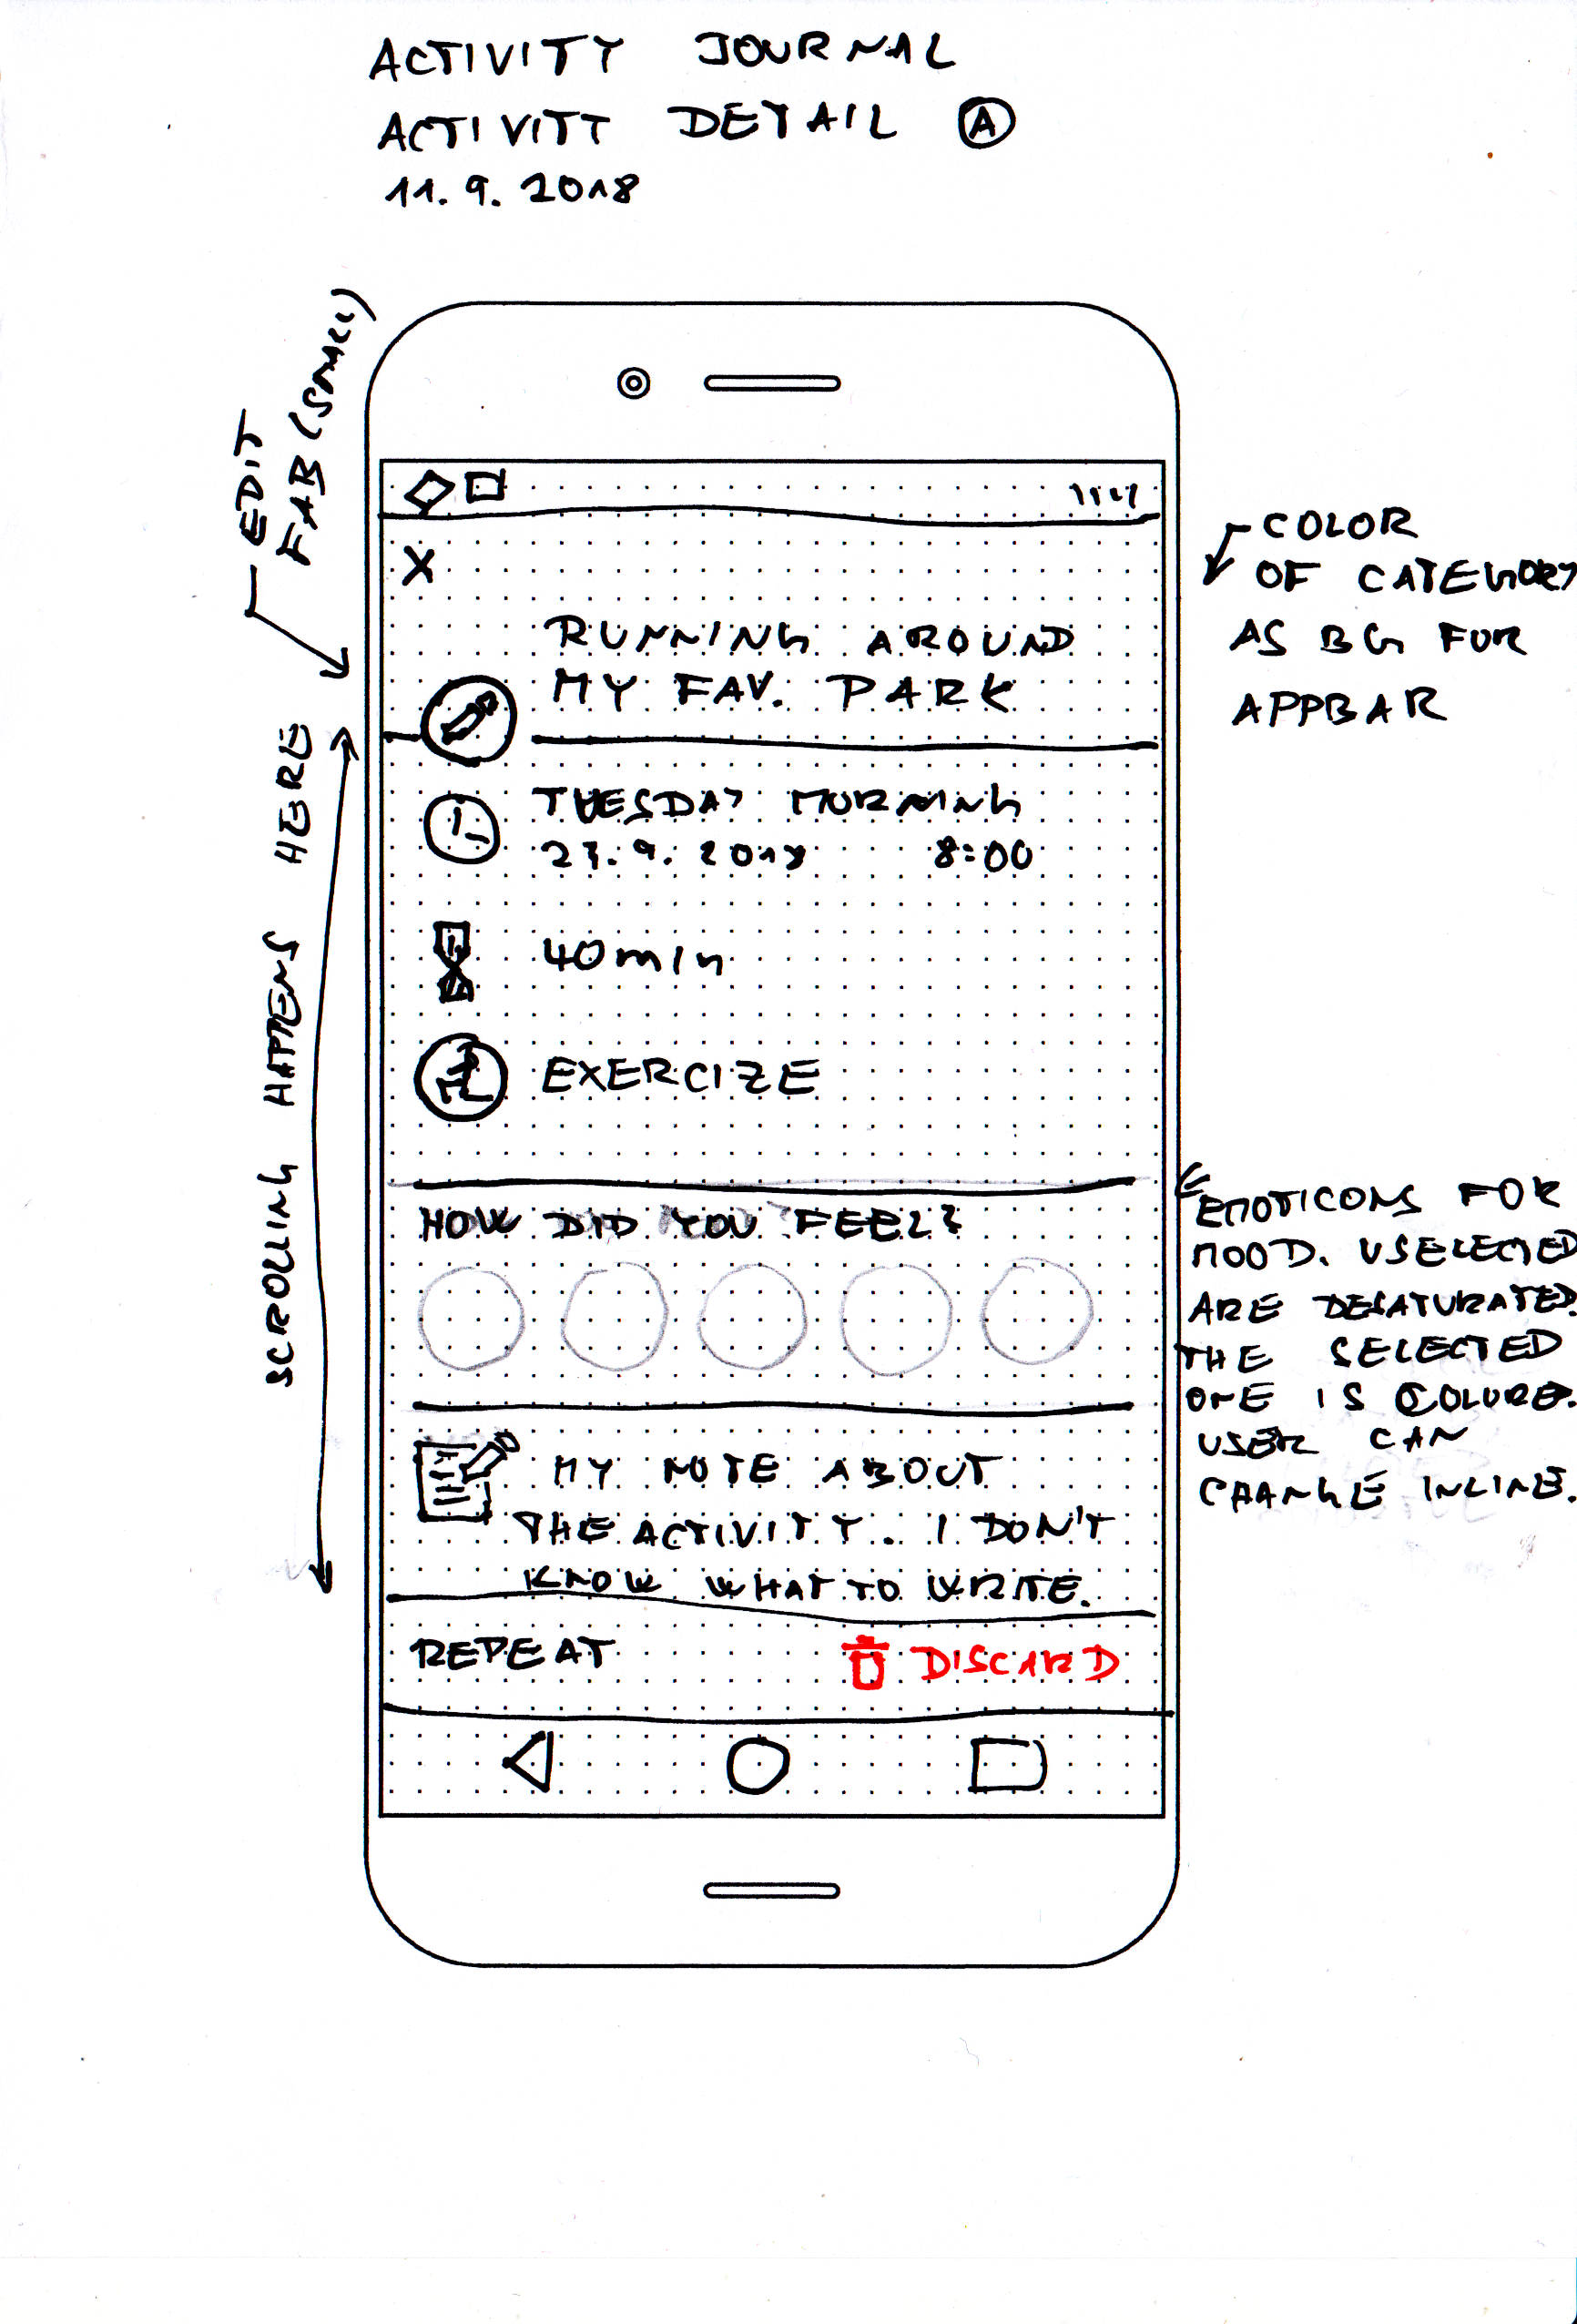 ACTIVITY JOURNAL
ACTIVITY DETAIL A
11. 9. 2018
EDIT
FAB (SMALL)
X
RUNNING AROUND
MY FAV. PARK
COLOR
OF CATEGORY
AS BG FOR
APPBAR
SCROLLING HAPPENS HERE
TUESDAY MORNING
23. 9. 2018 8:00
40min
EXERCIZE
HOW DID YOU FEEL?
EMOTICONS FOR
MOOD. USELECTED
ARE DESATURATED.
THE SELECTED
ONE IS COLORED.
USER CAN
CHANGE INLINE.
MY NOTE ABOUT
THE ACTIVITY. I DON'T
KNOW WHAT TO WRITE.
REPEAT DISCARD